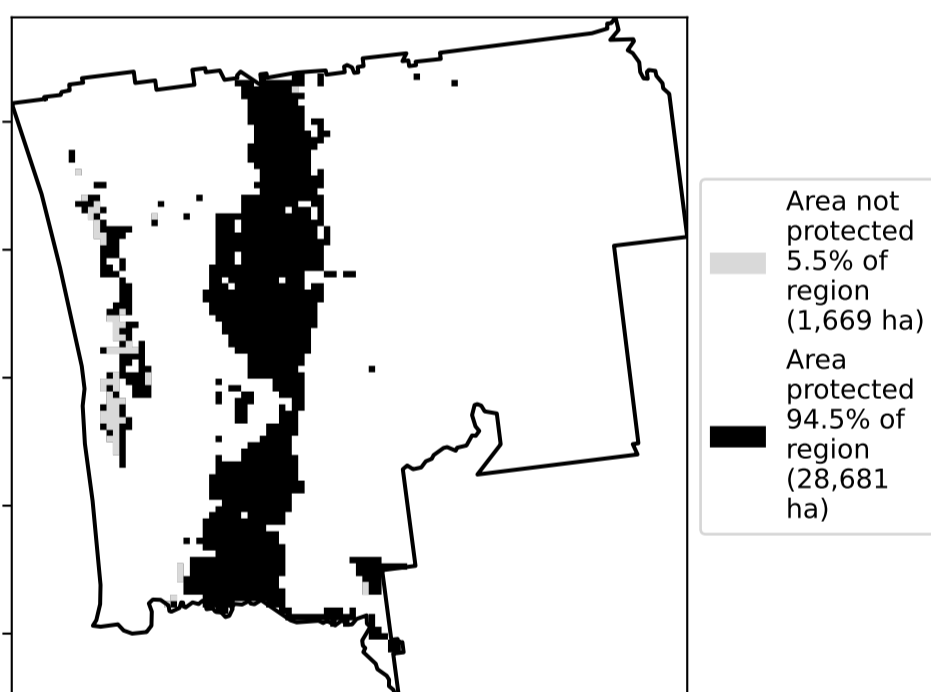 Area not
protected
5.5% of
region
(1,669 ha)
Area
protected
94.5% of
region
(28,681
ha)